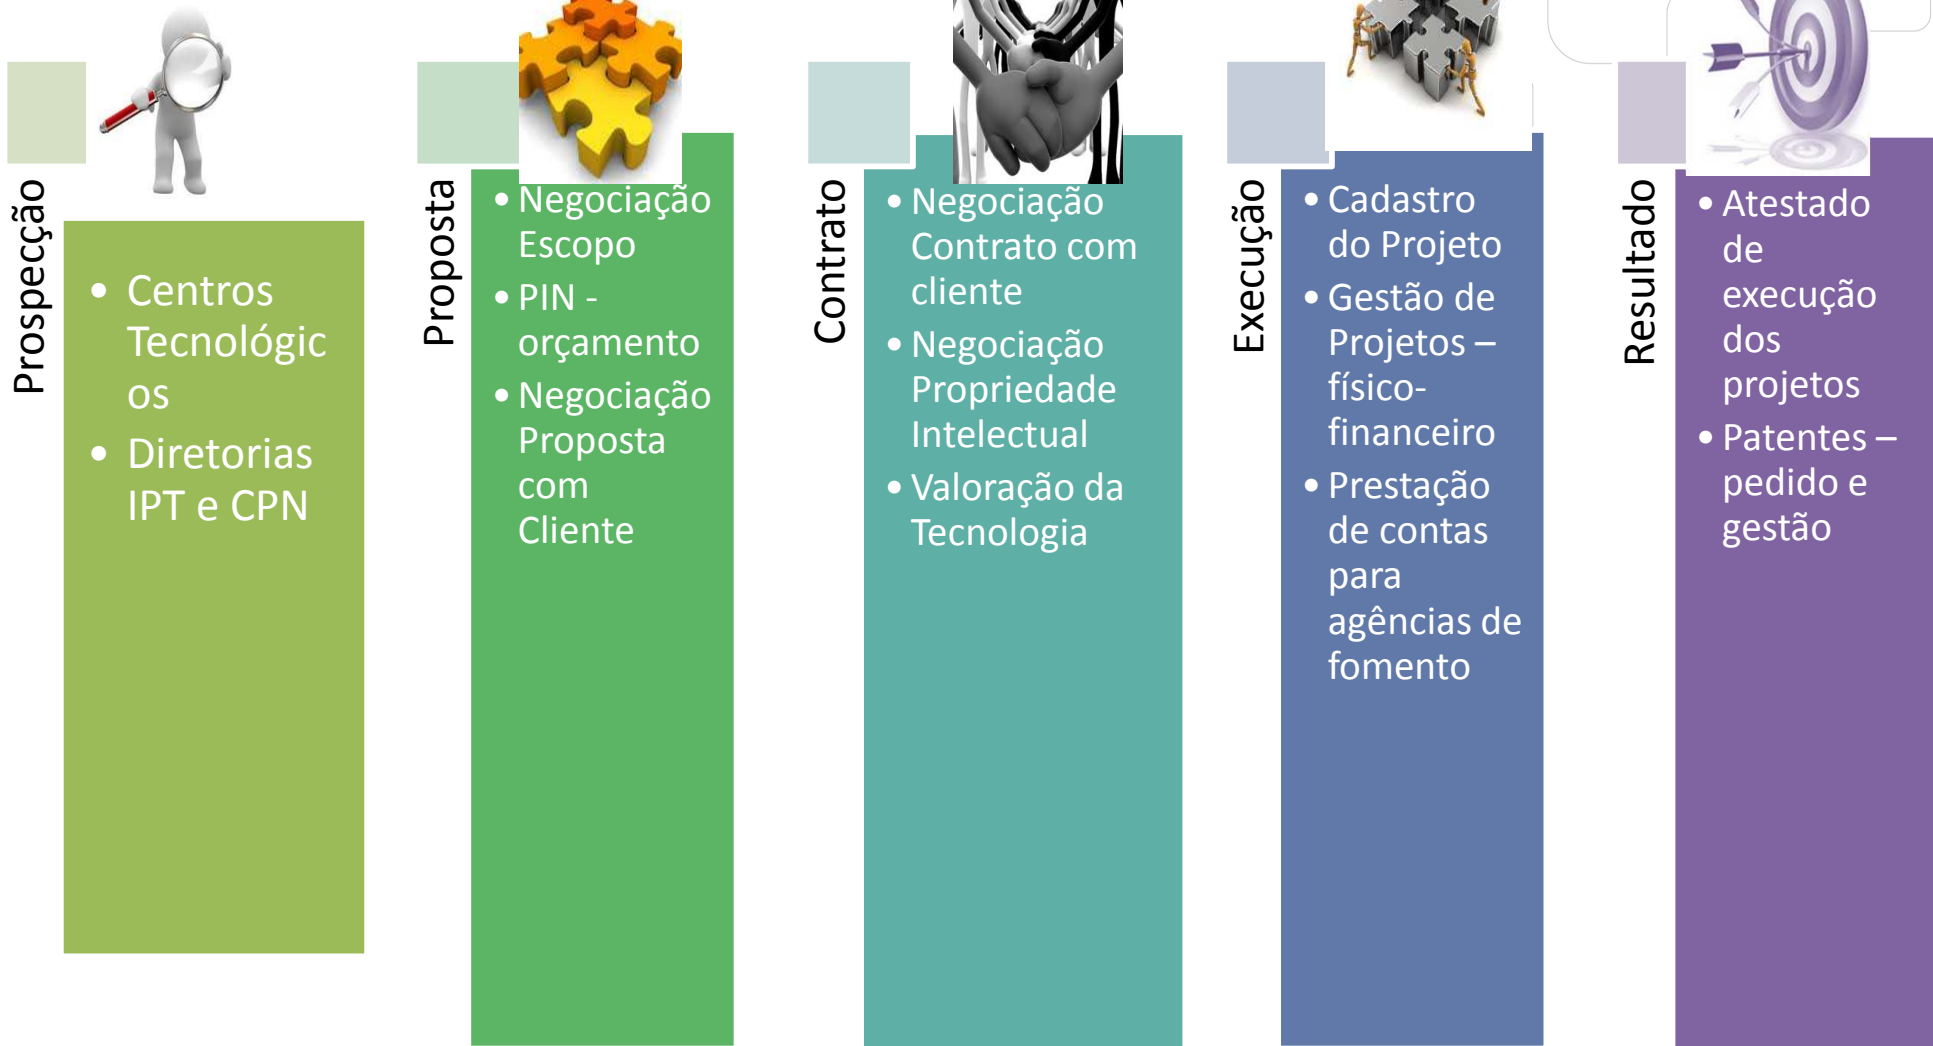 Prospecção
• Centros
Tecnológic
os
• Diretorias
IPT e CPN
Proposta
• Negociação
Escopo
• PIN -
orçamento
• Negociação
Proposta
com
Cliente
Contrato
• Negociação
Contrato com
cliente
• Negociação
Propriedade
Intelectual
• Valoração da
Tecnologia
Execução
• Cadastro
do Projeto
• Gestão de
Projetos –
físico-
financeiro
• Prestação
de contas
para
agências de
fomento
Resultado
• Atestado
de
execução
dos
projetos
• Patentes –
pedido e
gestão